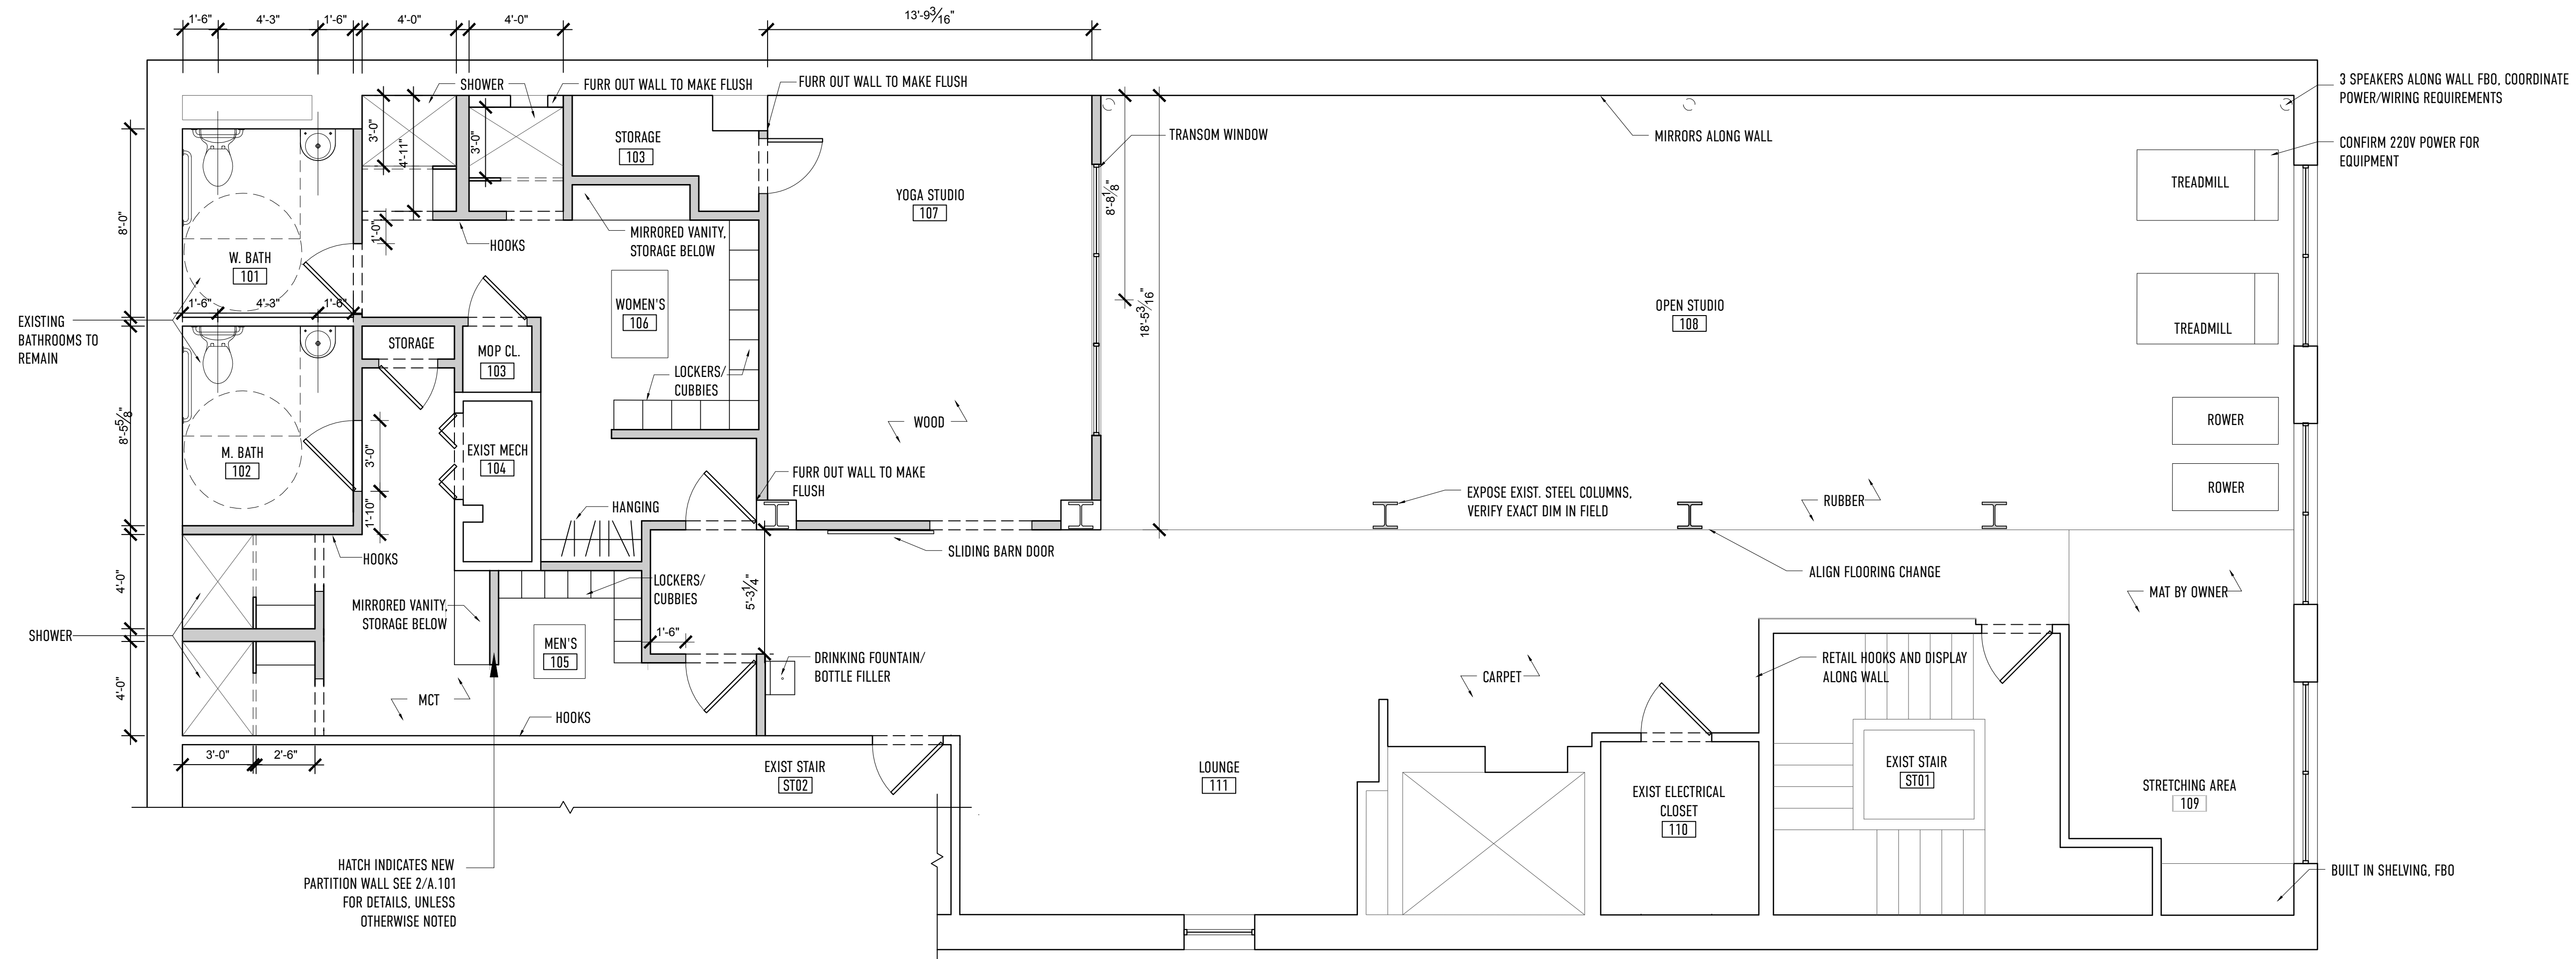 1'-6"
4'-3"
1'-6"
4'-0"
4'-0"
13'-9 3/16"
SHOWER
FURR OUT WALL TO MAKE FLUSH
FURR OUT WALL TO MAKE FLUSH
3 SPEAKERS ALONG WALL FBO, COORDINATE
POWER/WIRING REQUIREMENTS
3'-0"
4'-11"
3'-0"
STORAGE
103
TRANSOM WINDOW
MIRRORS ALONG WALL
CONFIRM 220V POWER FOR
EQUIPMENT
TREADMILL
YOGA STUDIO
107
8'-8 1/8"
8'-0"
1'-0"
HOOKS
MIRRORED VANITY,
STORAGE BELOW
W. BATH
101
1'-6"
4'-3"
1'-6"
WOMEN'S
106
18'-5 3/16"
OPEN STUDIO
108
TREADMILL
EXISTING
BATHROOMS TO
REMAIN
STORAGE
MOP CL.
103
LOCKERS/
CUBBIES
8'-5 5/8"
WOOD
ROWER
M. BATH
102
3'-0"
EXIST MECH
104
FURR OUT WALL TO MAKE
FLUSH
EXPOSE EXIST. STEEL COLUMNS,
VERIFY EXACT DIM IN FIELD
RUBBER
ROWER
1'-10"
HANGING
HOOKS
SLIDING BARN DOOR
ALIGN FLOORING CHANGE
4'-0"
LOCKERS/
CUBBIES
5'-3 1/4"
MAT BY OWNER
MIRRORED VANITY,
STORAGE BELOW
SHOWER
1'-6"
MEN'S
105
DRINKING FOUNTAIN/
BOTTLE FILLER
RETAIL HOOKS AND DISPLAY
ALONG WALL
CARPET
4'-0"
MCT
HOOKS
3'-0"
2'-6"
EXIST STAIR
ST02
LOUNGE
111
EXIST ELECTRICAL
CLOSET
110
EXIST STAIR
ST01
STRETCHING AREA
109
HATCH INDICATES NEW
PARTITION WALL SEE 2/A.101
FOR DETAILS, UNLESS
OTHERWISE NOTED
BUILT IN SHELVING, FBO